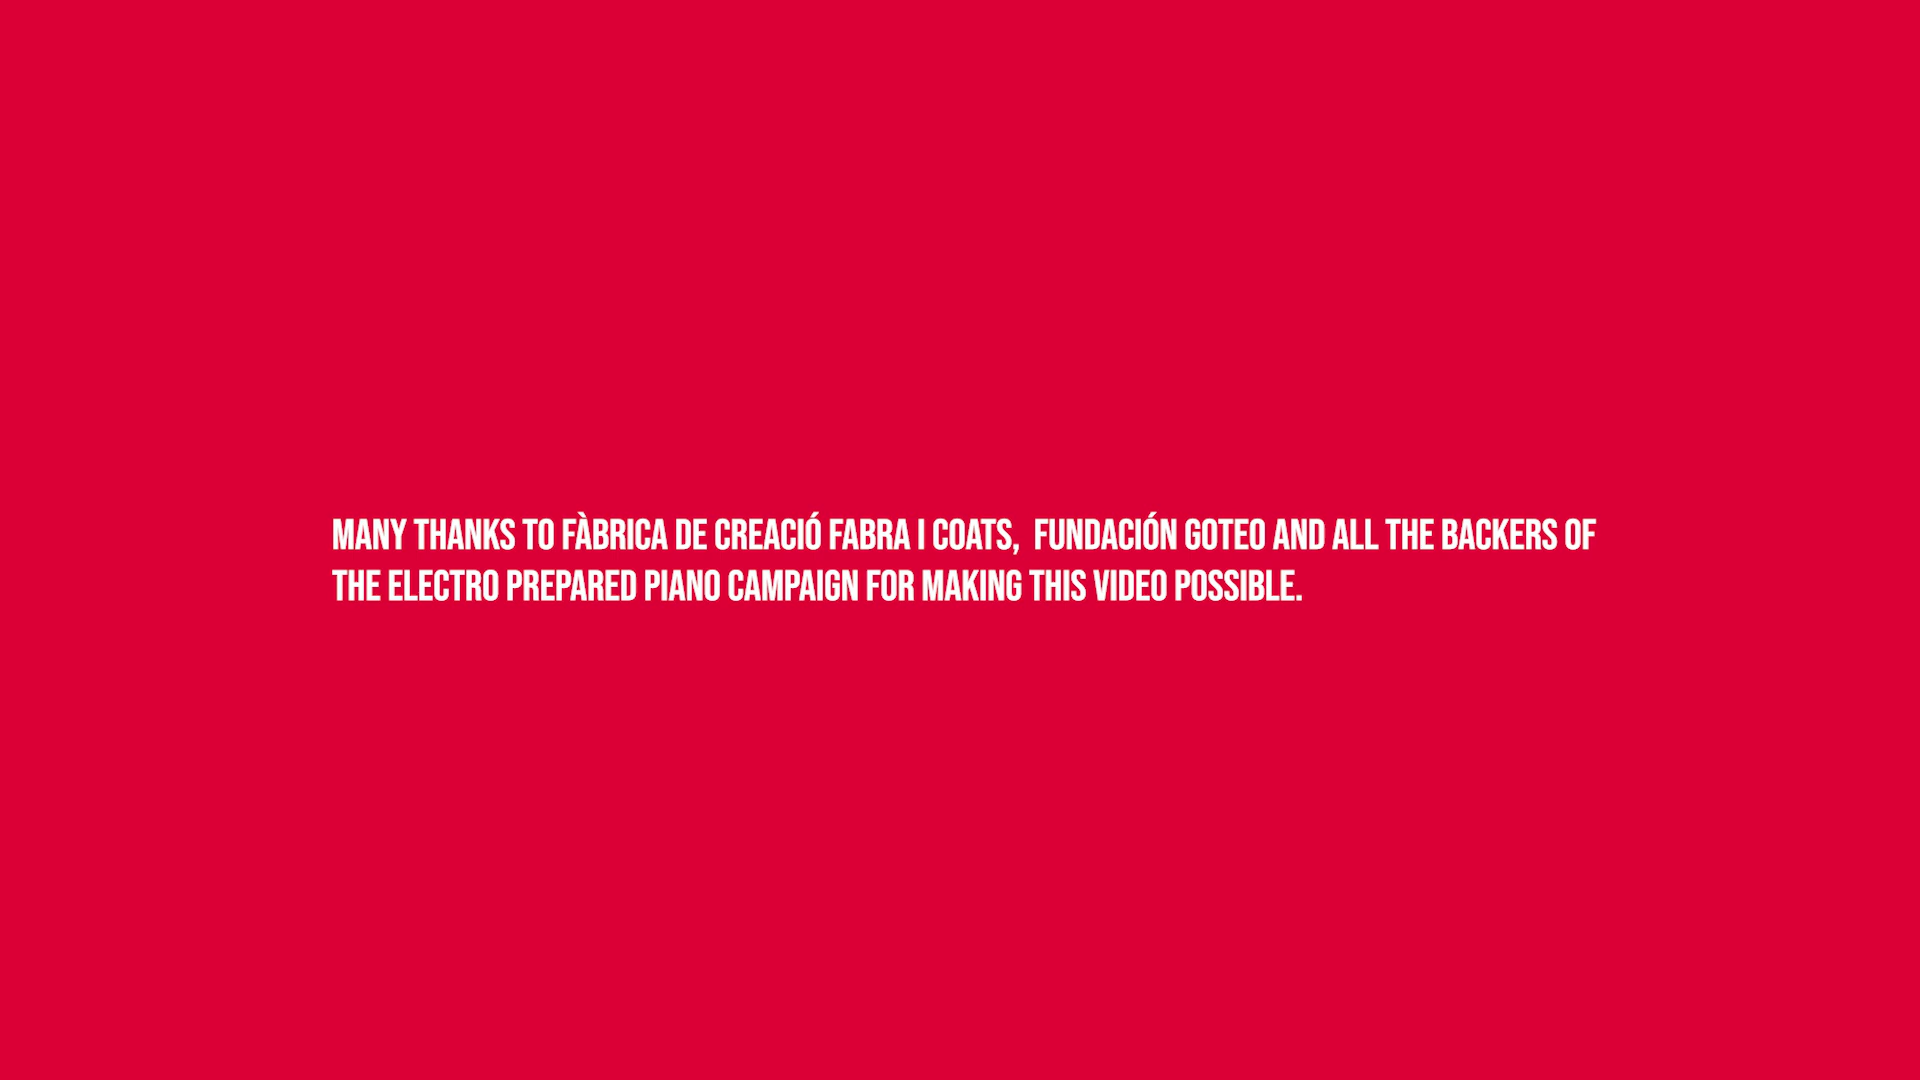 MANY THANKS TO FÀBRICA DE CREACIÓ FABRA I COATS,  FUNDACIÓN GOTEO AND ALL THE BACKERS OF
THE ELECTRO PREPARED PIANO CAMPAIGN FOR MAKING THIS VIDEO POSSIBLE.